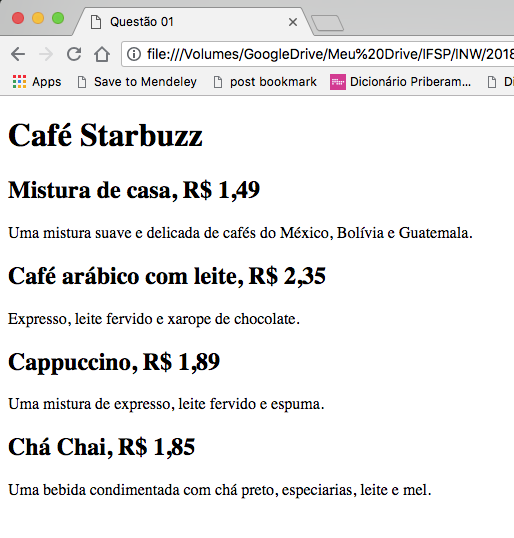 Questão 01
file:///Volumes/GoogleDrive/Meu%20Drive/IFSP/INW/2018
Apps Save to Mendeley post bookmark Dicionário Priberam...
Café Starbuzz
Mistura de casa, R$ 1,49
Uma mistura suave e delicada de cafés do México, Bolívia e Guatemala.
Café arábico com leite, R$ 2,35
Expresso, leite fervido e xarope de chocolate.
Cappuccino, R$ 1,89
Uma mistura de expresso, leite fervido e espuma.
Chá Chai, R$ 1,85
Uma bebida condimentada com chá preto, especiarias, leite e mel.